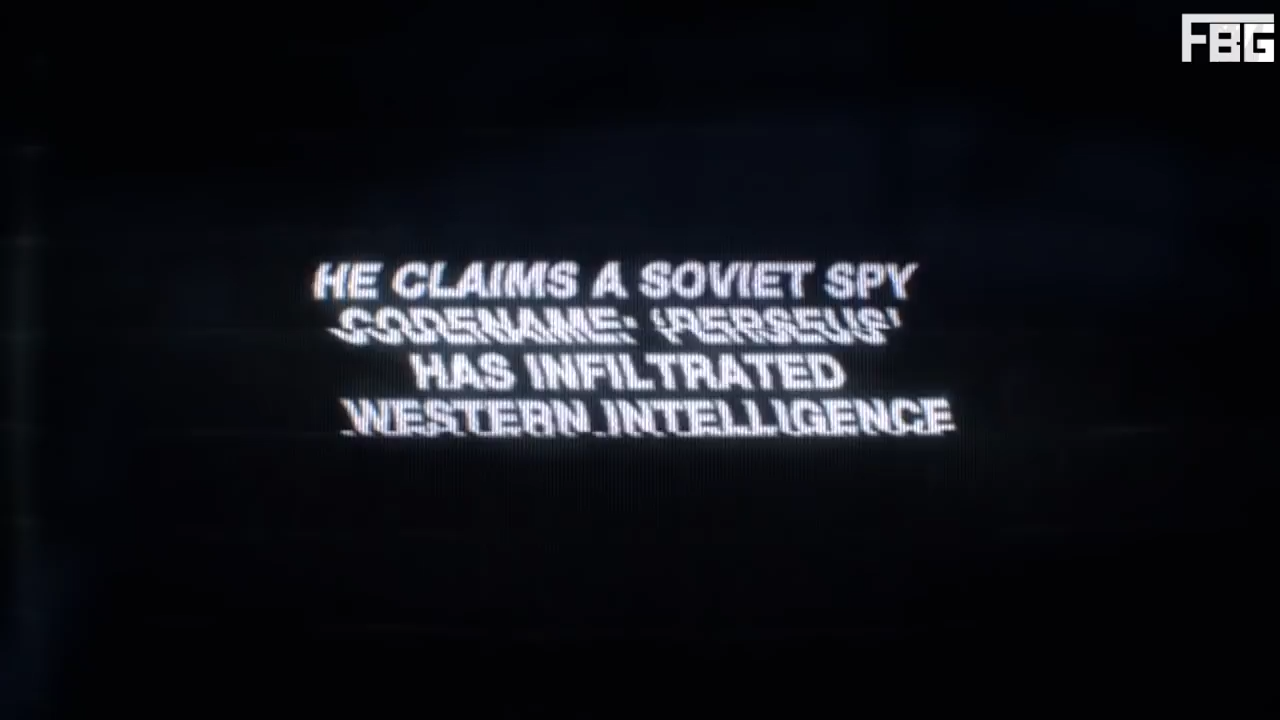 FBG
HE CLAIMS A SOVIET SPY
CODENAME: 'PERSEUS'
HAS INFILTRATED
WESTERN INTELLIGENCE